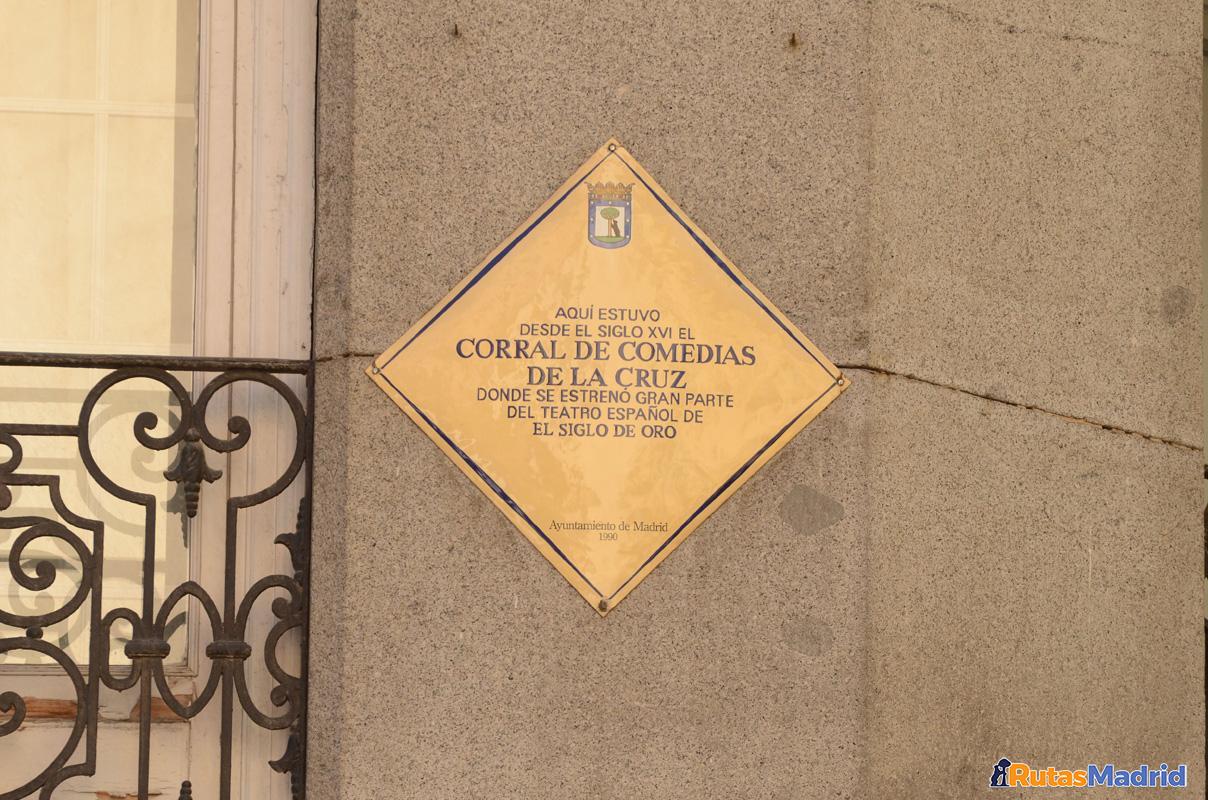 AQUÍ ESTUVO
DESDE EL SIGLO XVI EL
CORRAL DE COMEDIAS
DE LA CRUZ
DONDE SE ESTRENÓ GRAN PARTE
DEL TEATRO ESPAÑOL DE
EL SIGLO DE ORO
Ayuntamiento de Madrid
1990
RutasMadrid